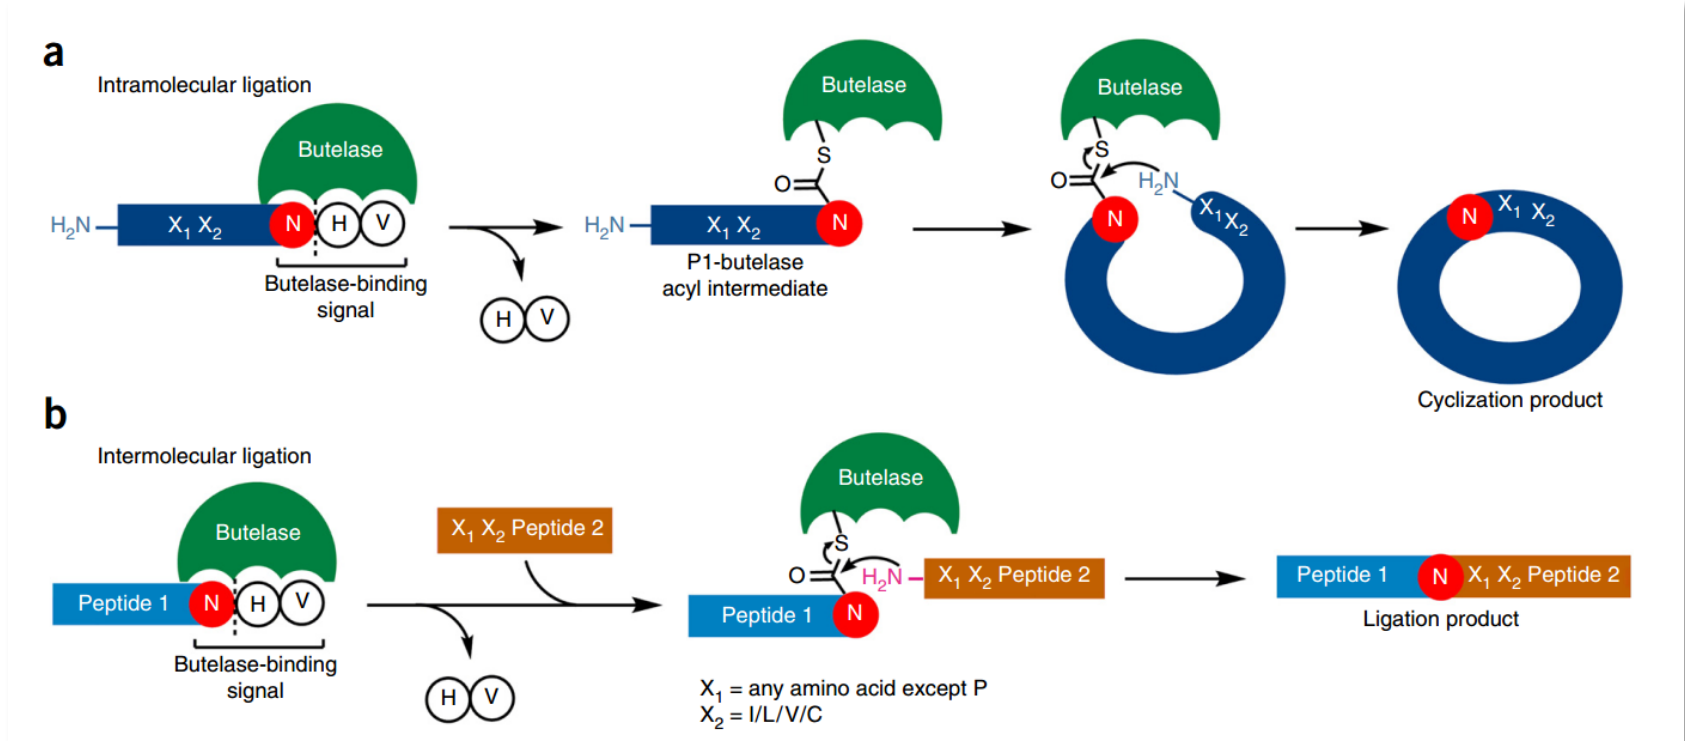 a
Intramolecular ligation
Butelase
H₂N
X₁ X₂
N
H
V
Butelase-binding
signal
H
V
Butelase
S
O
H₂N
X₁ X₂
N
P1-butelase
acyl intermediate
Butelase
S
O
H₂N
N
X₁ X₂
N
X₁ X₂
Cyclization product
b
Intermolecular ligation
Butelase
Peptide 1
N
H
V
Butelase-binding
signal
X₁ X₂ Peptide 2
H
V
Butelase
S
O
H₂N
X₁ X₂ Peptide 2
Peptide 1
N
X₁ = any amino acid except P
X₂ = I/L/V/C
Peptide 1
N
X₁ X₂ Peptide 2
Ligation product